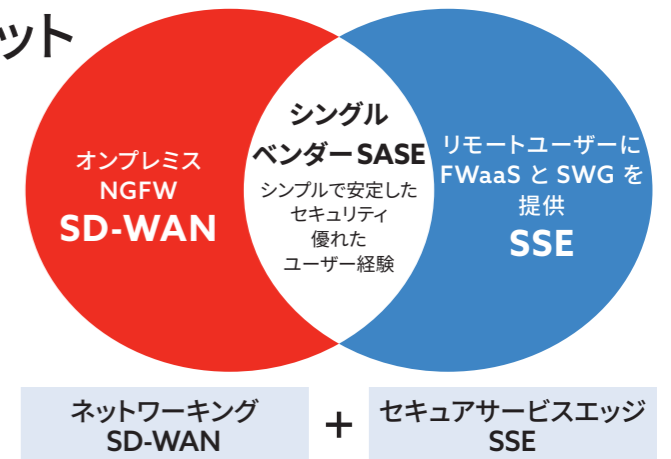 ット
オンプレミス
NGFW
SD-WAN
シングル
ベンダー SASE
シンプルで安定した
セキュリティ
優れた
ユーザー経験
リモートユーザーに
FWaaS と SWG を
提供
SSE
ネットワーキング
SD-WAN
+
セキュアサービスエッジ
SSE